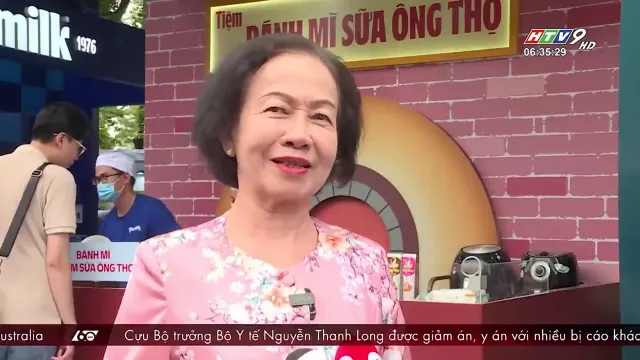 milk 1976
Tiệm
BÁNH MÌ SỮA ÔNG THỌ
HTV9 HD
06:35:29
BÁNH MÌ
SỮA ÔNG THỌ
Australia
60 Cựu Bộ trưởng Bộ Y tế Nguyễn Thanh Long được giảm án, y án với nhiều bị cáo khác